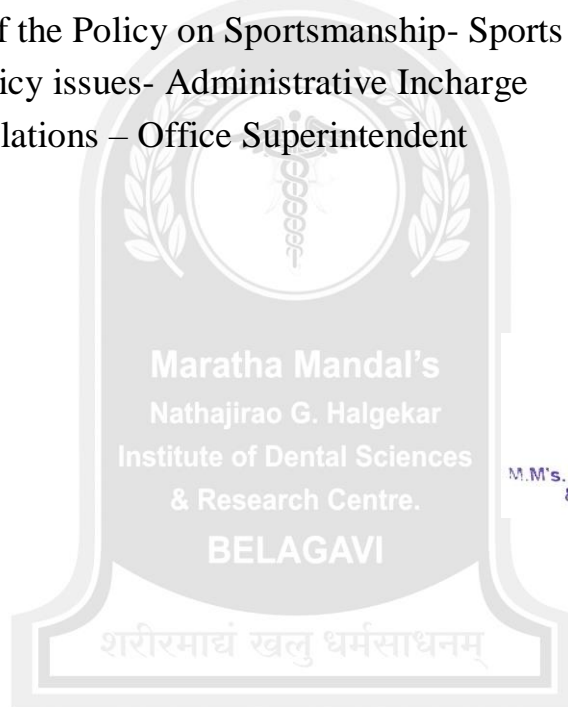 f the Policy on Sportsmanship- Sports
icy issues- Administrative Incharge
lations – Office Superintendent
Maratha Mandal’s
Nathajirao G. Halgekar
Institute of Dental Sciences
& Research Centre.
BELAGAVI
M.M's.
शरीरमाद्यं खलु धर्मसाधनम्